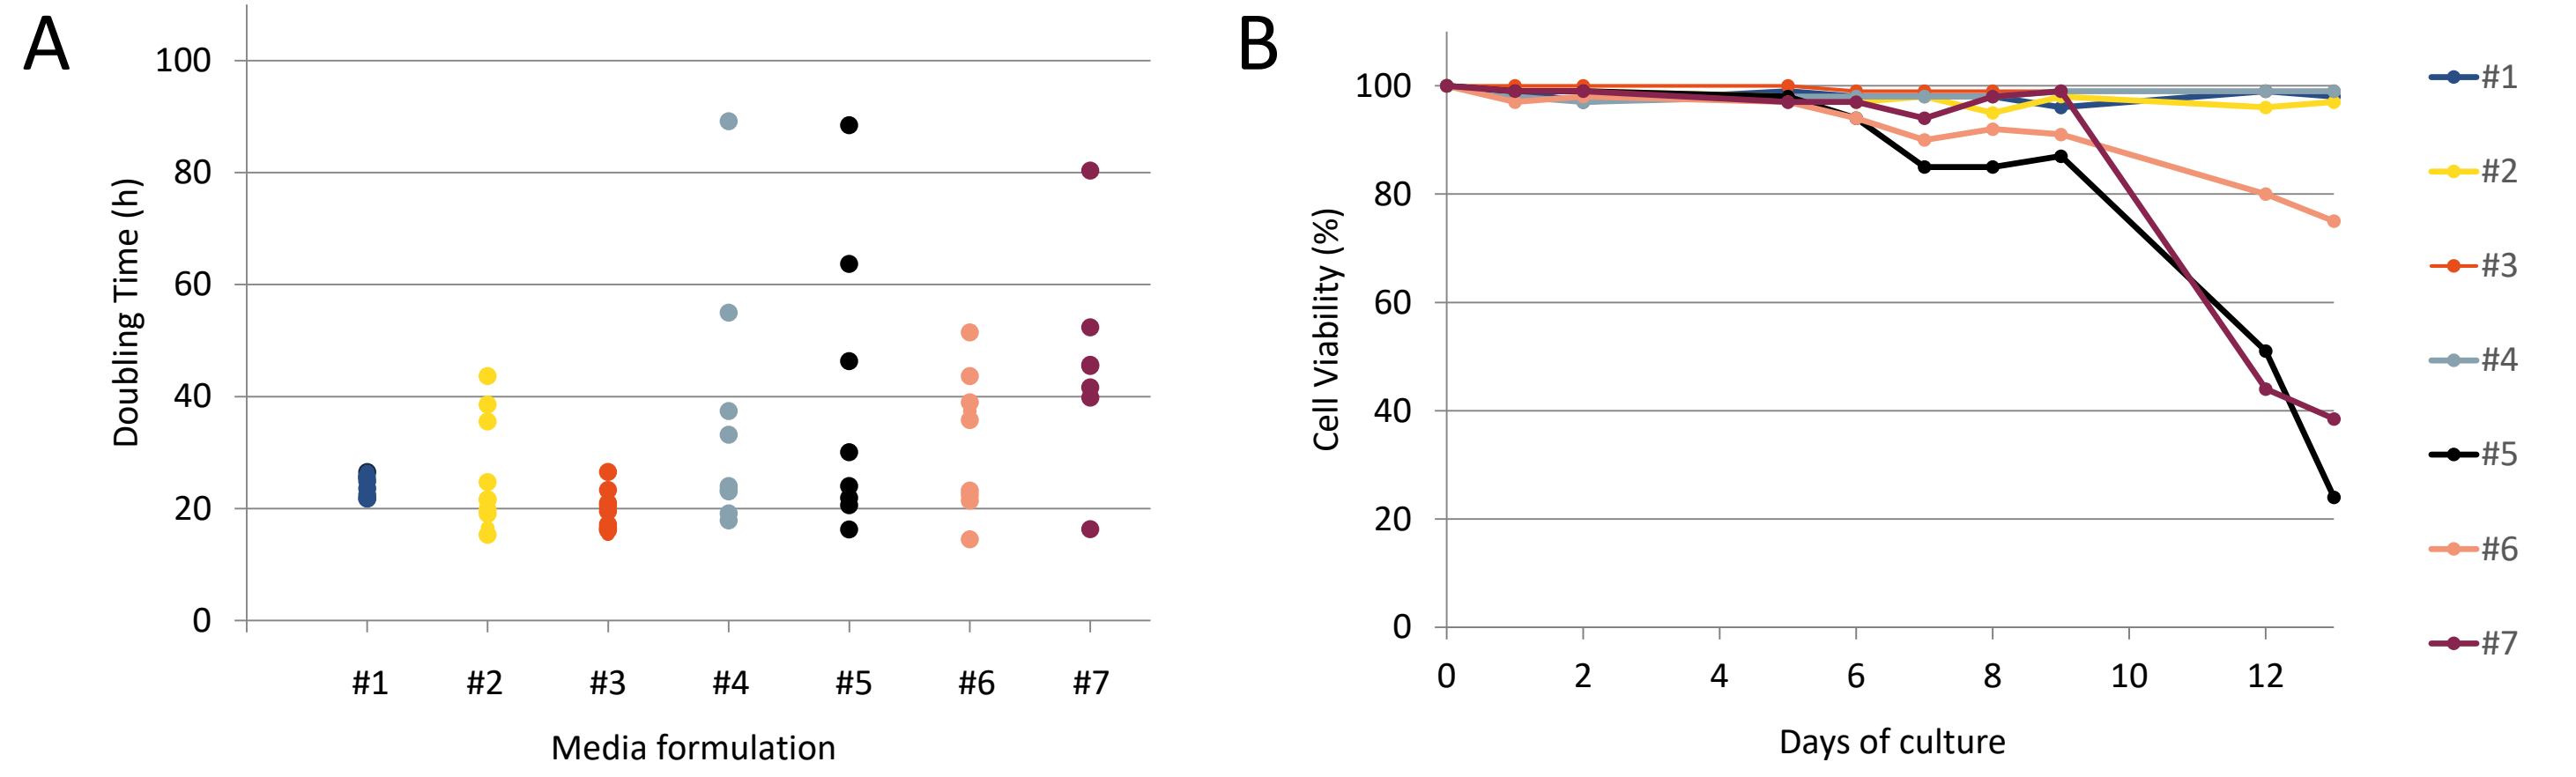 A
100
80
60
40
20
0
Doubling Time (h)
#1 #2 #3 #4 #5 #6 #7
Media formulation
B
100
80
60
40
20
0
Cell Viability (%)
0 2 4 6 8 10 12
Days of culture
#1
#2
#3
#4
#5
#6
#7